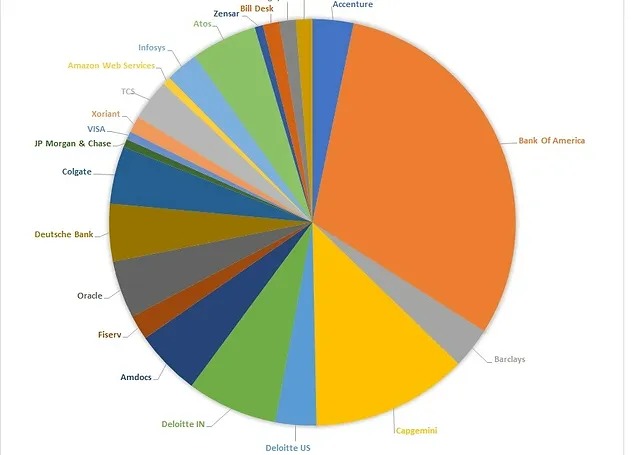 Accenture
Bank Of America
Barclays
Capgemini
Deloitte US
Deloitte IN
Amdocs
Fiserv
Oracle
Deutsche Bank
Colgate
JP Morgan & Chase
VISA
Xoriant
TCS
Amazon Web Services
Infosys
Atos
Zensar
Bill Desk